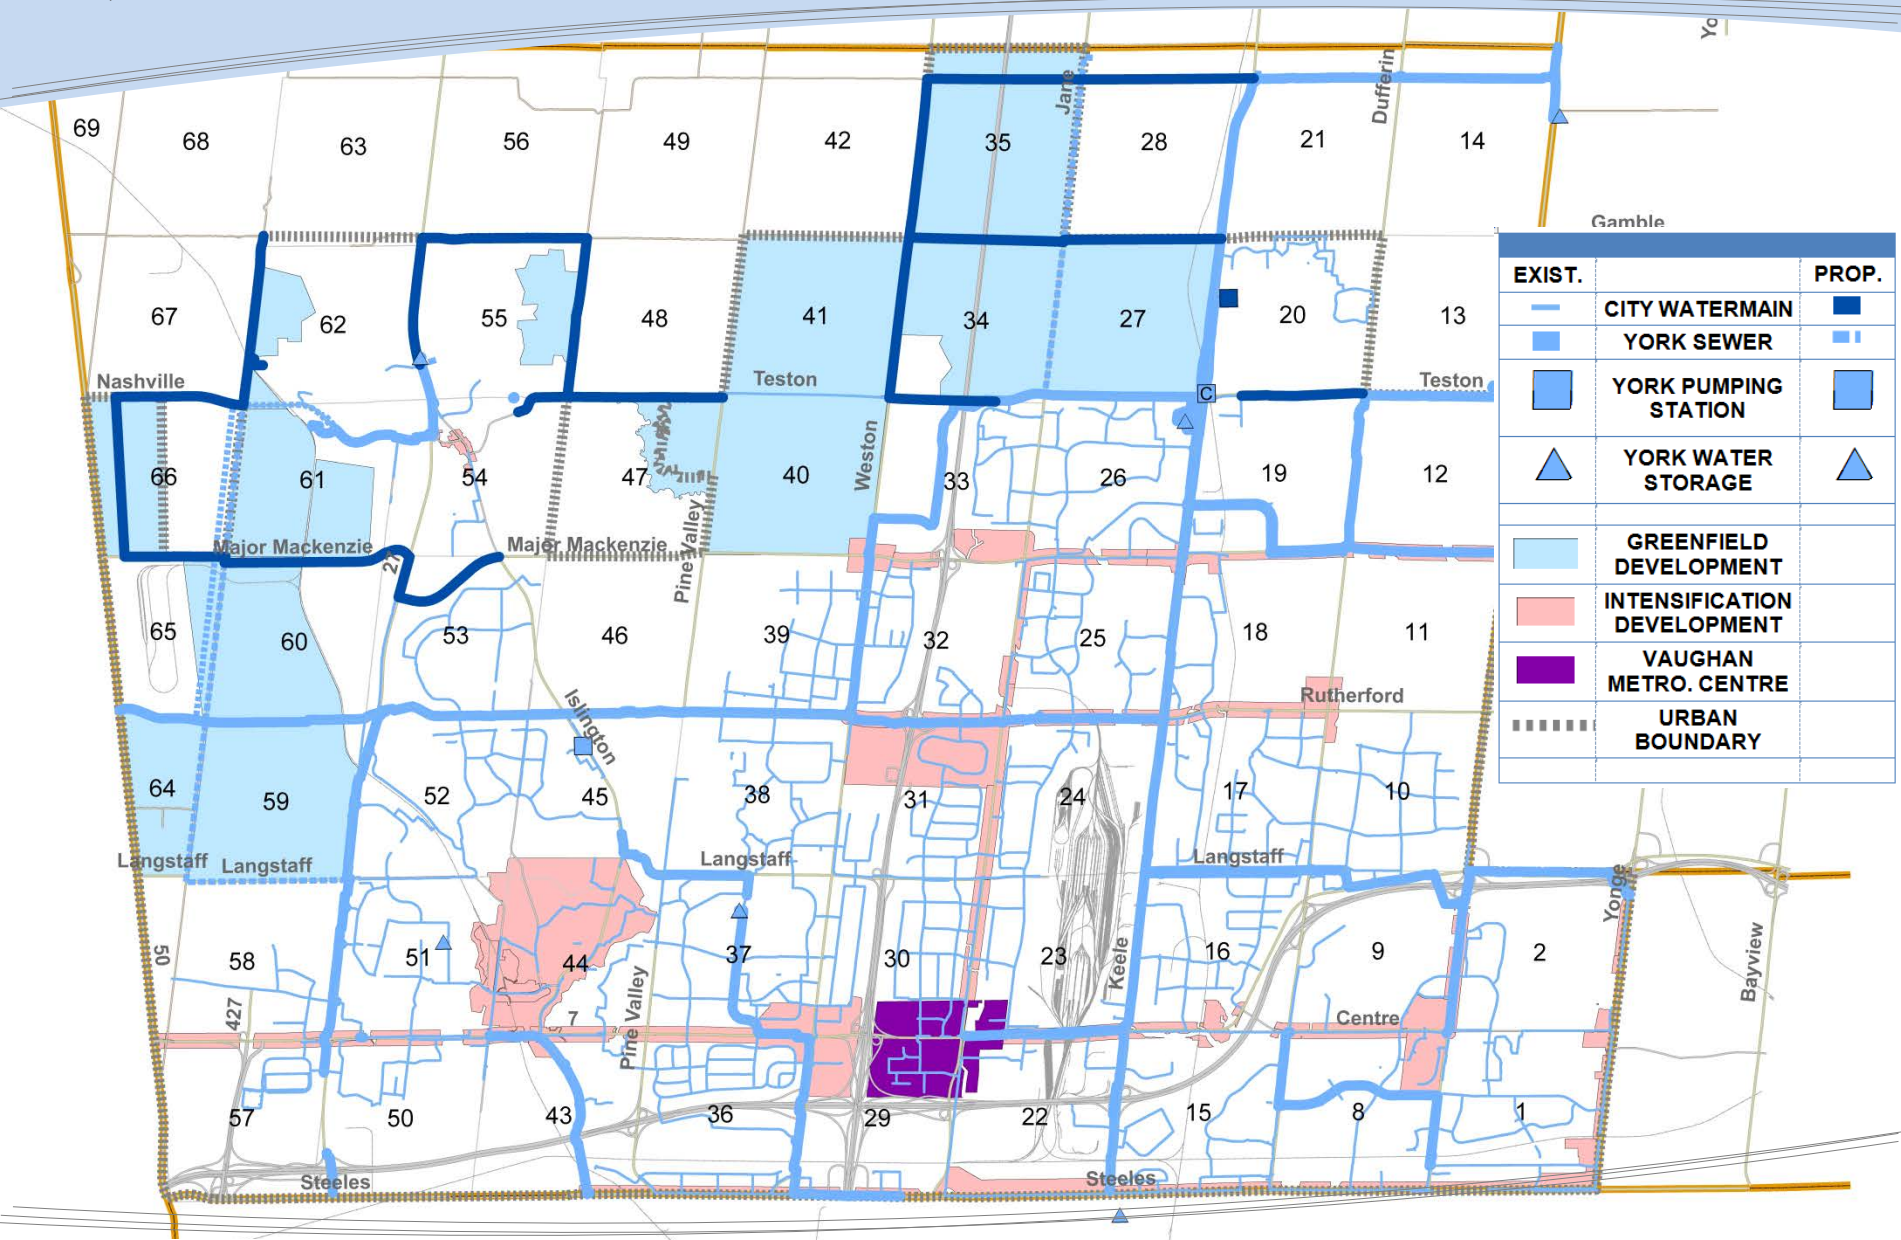 Yo
Jane
Dufferin
69
68
63
56
49
42
35
28
21
14
Gamble
67
62
55
48
41
34
27
20
13
Nashville
Teston
Teston
C
Weston
66
61
54
47
40
33
26
19
12
Major Mackenzie
27
Major Mackenzie
Pine Valley
65
60
53
46
39
32
25
18
11
Islington
Rutherford
64
59
52
45
38
31
24
17
10
Langstaff
Langstaff
Langstaff
Langstaff
Yonge
50
58
51
44
37
30
23
16
9
2
427
7
Pine Valley
Keele
Centre
Bayview
57
50
43
36
29
22
15
8
1
Steeles
Steeles
EXIST.
PROP.
CITY WATERMAIN
YORK SEWER
YORK PUMPING
STATION
YORK WATER
STORAGE
GREENFIELD
DEVELOPMENT
INTENSIFICATION
DEVELOPMENT
VAUGHAN
METRO. CENTRE
URBAN
BOUNDARY